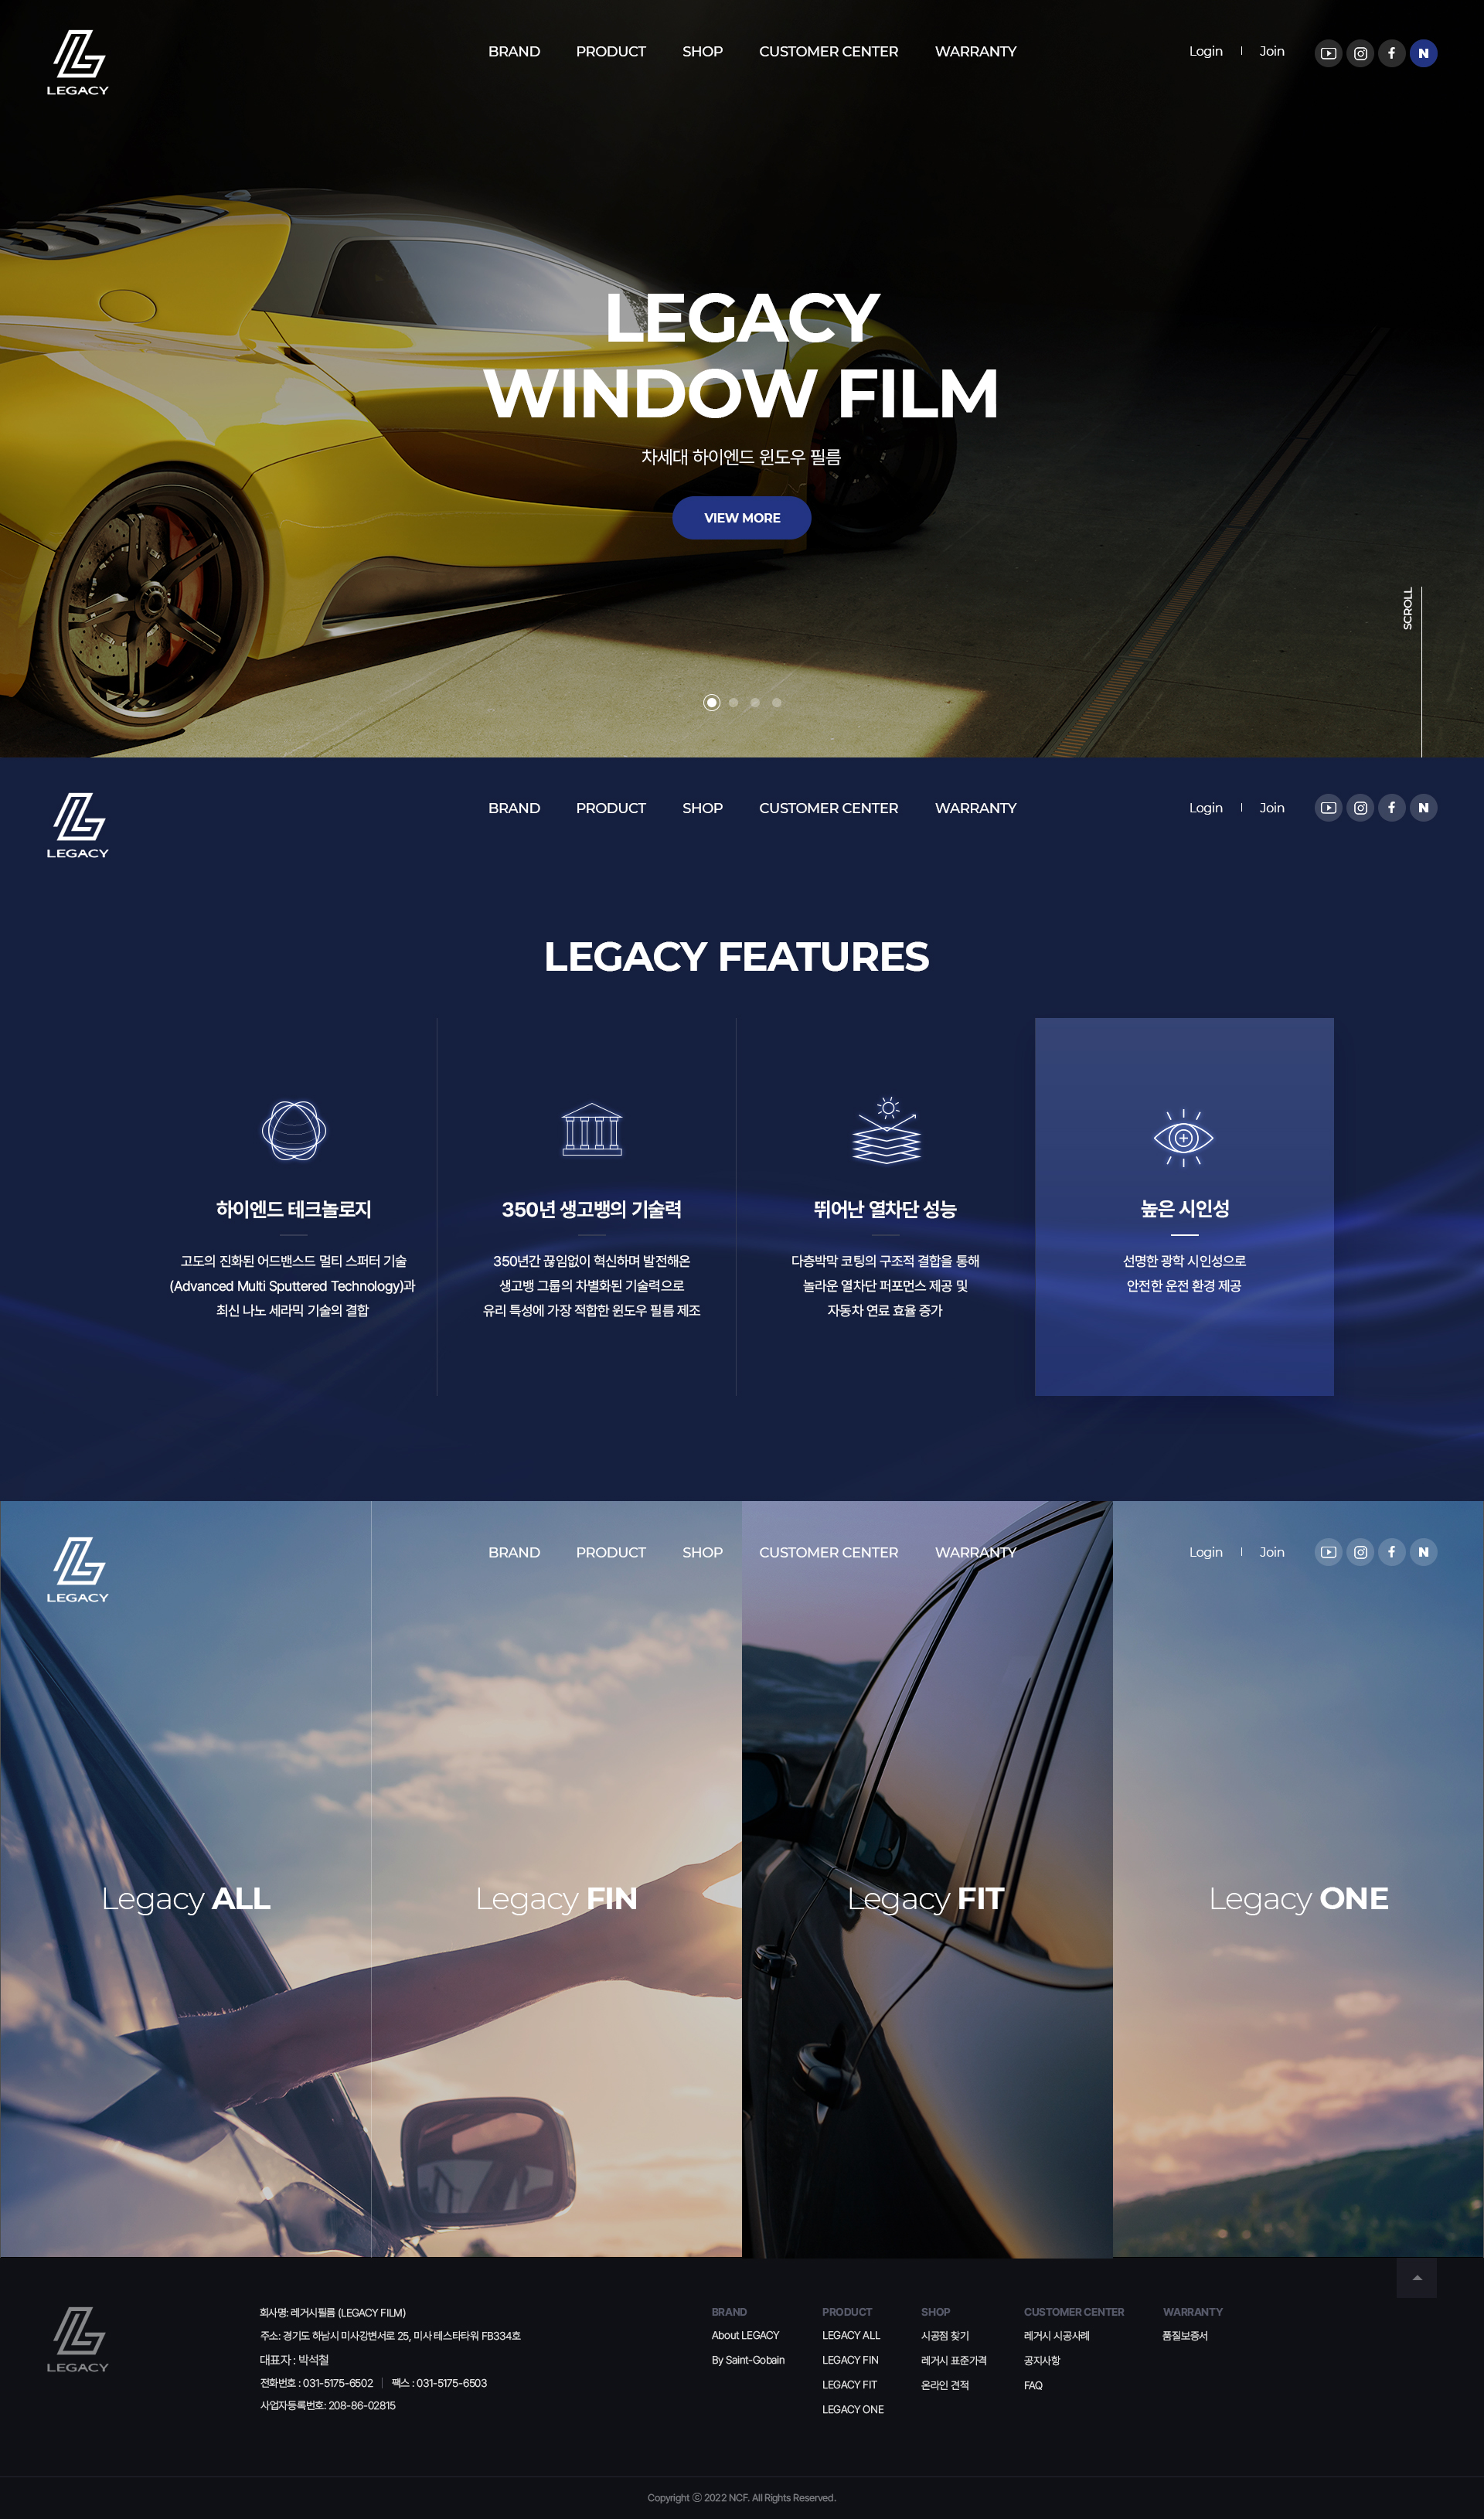 LEGACY
BRAND PRODUCT SHOP CUSTOMER CENTER WARRANTY
Login Join
N
LEGACY
WINDOW FILM
차세대 하이엔드 윈도우 필름
VIEW MORE
SCROLL
LEGACY
BRAND PRODUCT SHOP CUSTOMER CENTER WARRANTY
Login Join
N
LEGACY FEATURES
하이엔드 테크놀로지
고도의 진화된 어드밴스드 멀티 스퍼터 기술
(Advanced Multi Sputtered Technology)과
최신 나노 세라믹 기술의 결합
350년 생고뱅의 기술력
350년간 끊임없이 혁신하며 발전해온
생고뱅 그룹의 차별화된 기술력으로
유리 특성에 가장 적합한 윈도우 필름 제조
뛰어난 열차단 성능
다층박막 코팅의 구조적 결합을 통해
놀라운 열차단 퍼포먼스 제공 및
자동차 연료 효율 증가
높은 시인성
선명한 광학 시인성으로
안전한 운전 환경 제공
LEGACY
BRAND PRODUCT SHOP CUSTOMER CENTER WARRANTY
Login Join
N
Legacy ALL
Legacy FIN
Legacy FIT
Legacy ONE
LEGACY
회사명: 레거시필름 (LEGACY FILM)
주소: 경기도 하남시 미사강변서로 25, 미사 테스타타워 FB334호
대표자 : 박석철
전화번호 : 031-5175-6502 | 팩스 : 031-5175-6503
사업자등록번호: 208-86-02815
BRAND
About LEGACY
By Saint-Gobain
PRODUCT
LEGACY ALL
LEGACY FIN
LEGACY FIT
LEGACY ONE
SHOP
시공점 찾기
레거시 표준가격
온라인 견적
CUSTOMER CENTER
레거시 시공사례
공지사항
FAQ
WARRANTY
품질보증서
Copyright ⓒ 2022 NCF. All Rights Reserved.